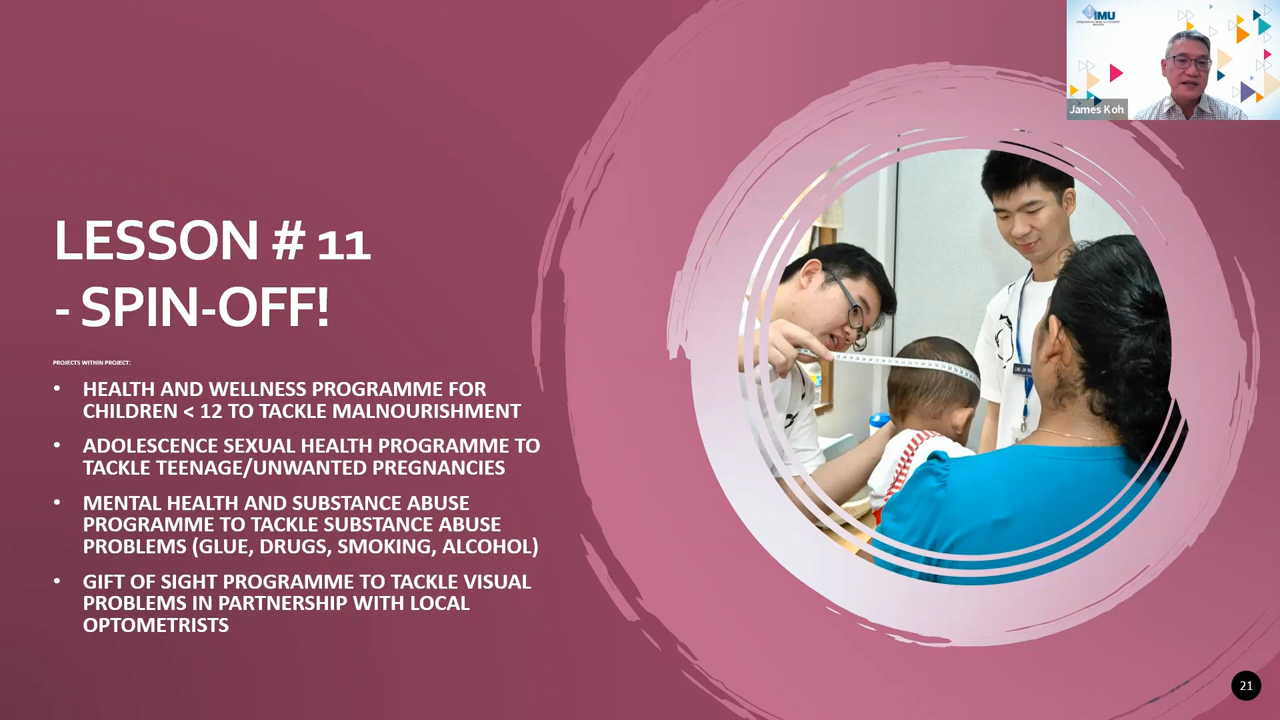 IMU
James Koh
LESSON # 11
- SPIN-OFF!
PROJECTS WITHIN PROJECT:
• HEALTH AND WELLNESS PROGRAMME FOR
CHILDREN < 12 TO TACKLE MALNOURISHMENT
• ADOLESCENCE SEXUAL HEALTH PROGRAMME TO
TACKLE TEENAGE/UNWANTED PREGNANCIES
• MENTAL HEALTH AND SUBSTANCE ABUSE
PROGRAMME TO TACKLE SUBSTANCE ABUSE
PROBLEMS (GLUE, DRUGS, SMOKING, ALCOHOL)
• GIFT OF SIGHT PROGRAMME TO TACKLE VISUAL
PROBLEMS IN PARTNERSHIP WITH LOCAL
OPTOMETRISTS
21